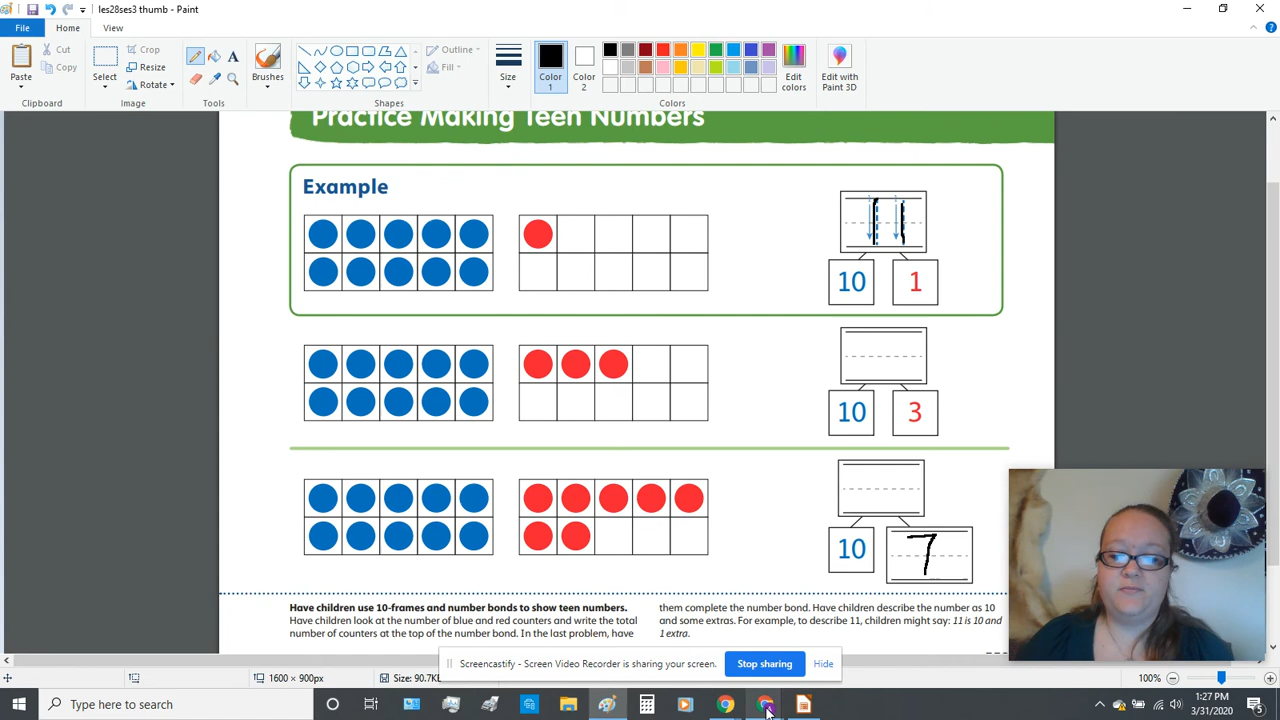 les28ses3 thumb - Paint
File Home View
Paste Cut Copy Clipboard
Select Crop Resize Rotate Image
Tools
Brushes
Outline Fill Shapes
Size
Color 1 Color 2 Edit colors Colors
Edit with Paint 3D
Practice Making Teen Numbers
Example
11
10 1
10 3
10 7
Have children use 10-frames and number bonds to show teen numbers.
Have children look at the number of blue and red counters and write the total
number of counters at the top of the number bond. In the last problem, have
them complete the number bond. Have children describe the number as 10
and some extras. For example, to describe 11, children might say: 11 is 10 and
1 extra.
Screencastify - Screen Video Recorder is sharing your screen. Stop sharing Hide
1600 × 900px Size: 90.7K 100%
Type here to search
1:27 PM
3/31/2020